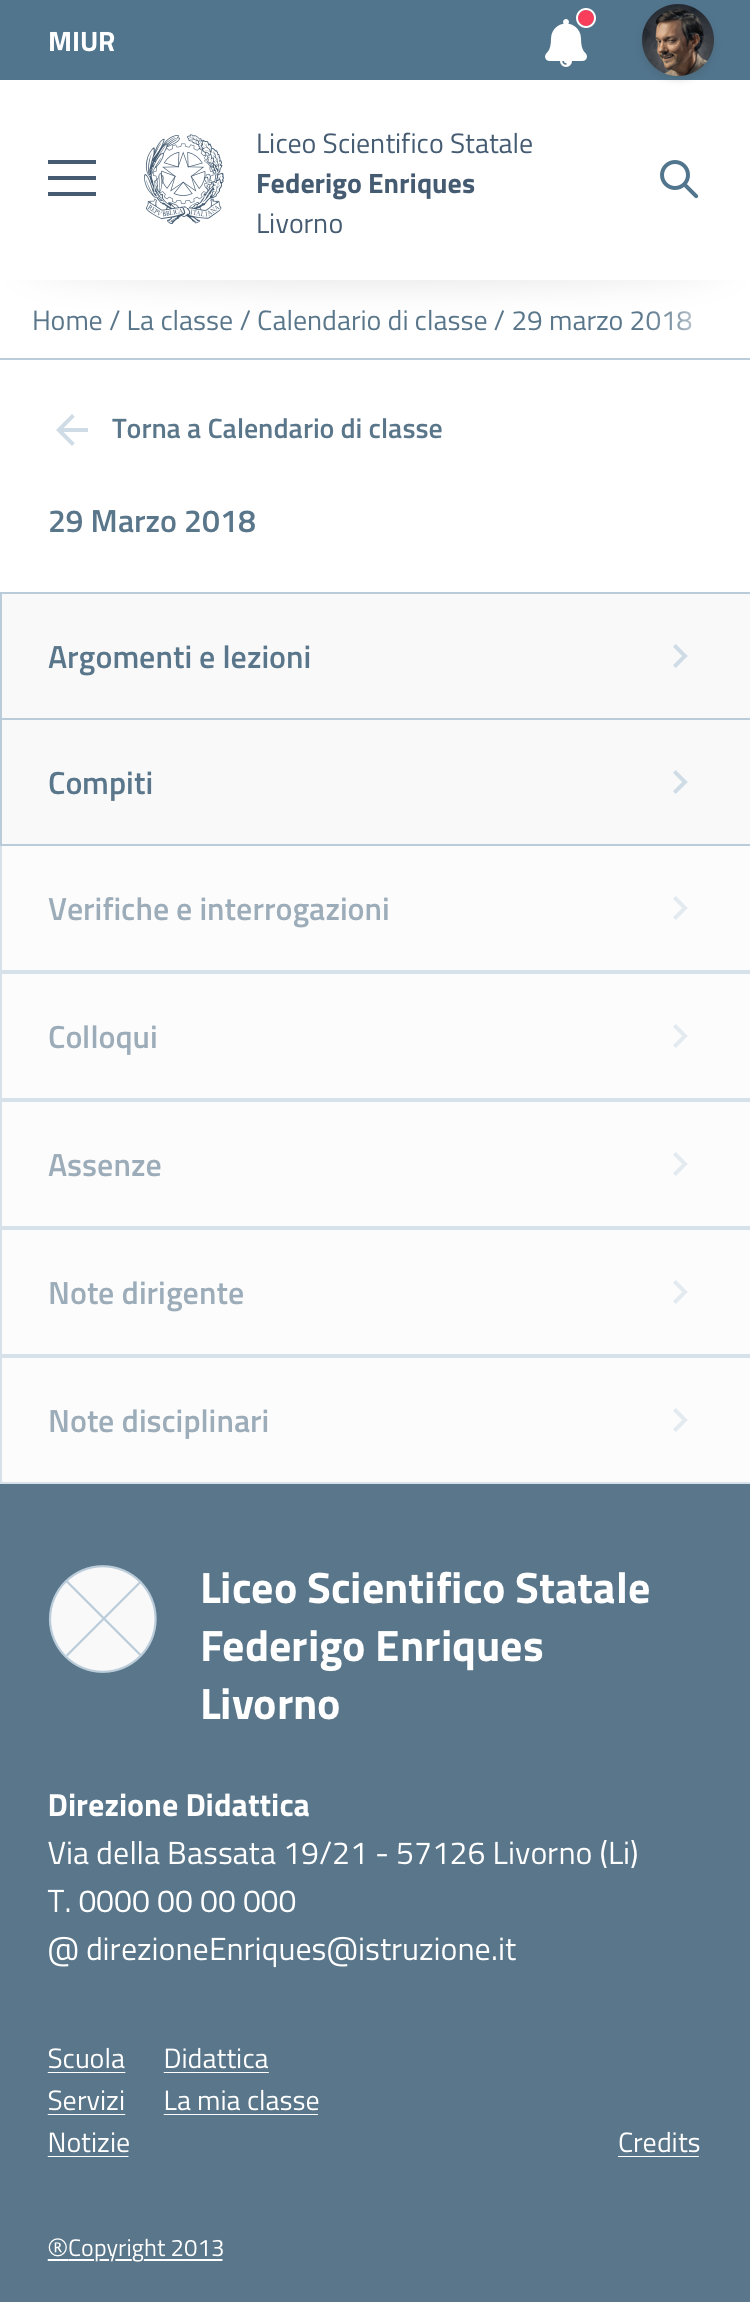 MIUR
Liceo Scientifico Statale
Federigo Enriques
Livorno
REPVBBLICA ITALIANA
Home / La classe / Calendario di classe / 29 marzo 2018
Torna a Calendario di classe
29 Marzo 2018
Argomenti e lezioni
Compiti
Verifiche e interrogazioni
Colloqui
Assenze
Note dirigente
Note disciplinari
Liceo Scientifico Statale
Federigo Enriques
Livorno
Direzione Didattica
Via della Bassata 19/21 - 57126 Livorno (Li)
T. 0000 00 00 000
@ direzioneEnriques@istruzione.it
Scuola Didattica
Servizi La mia classe
Notizie Credits
®Copyright 2013